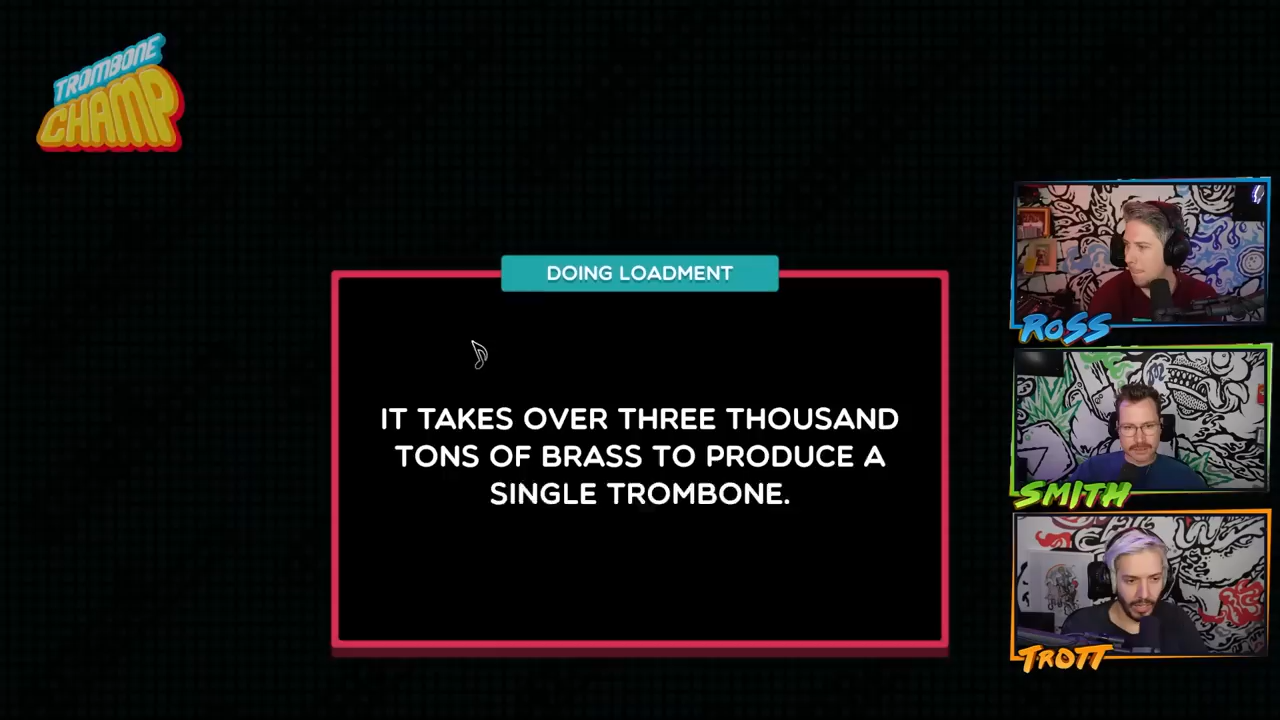 TROMBONE
CHAMP
DOING LOADMENT
IT TAKES OVER THREE THOUSAND
TONS OF BRASS TO PRODUCE A
SINGLE TROMBONE.
ROSS
SMITH
TROTT